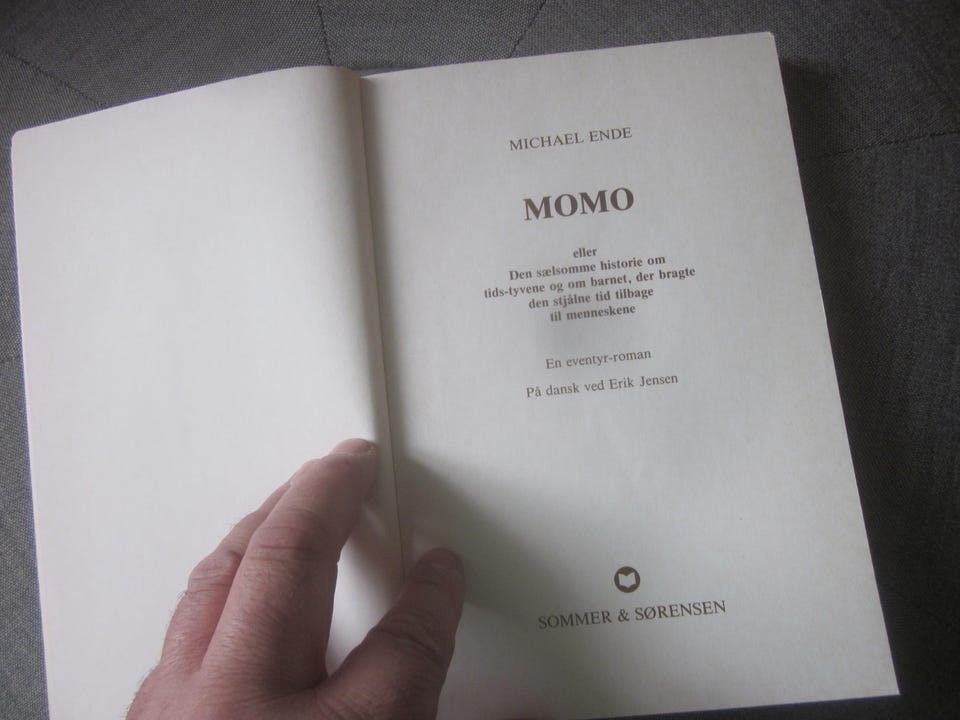 MICHAEL ENDE
MOMO
eller
Den sælsomme historie om
tids-tyvene og om barnet, der bragte
den stjålne tid tilbage
til menneskene
En eventyr-roman
På dansk ved Erik Jensen
SOMMER & SØRENSEN